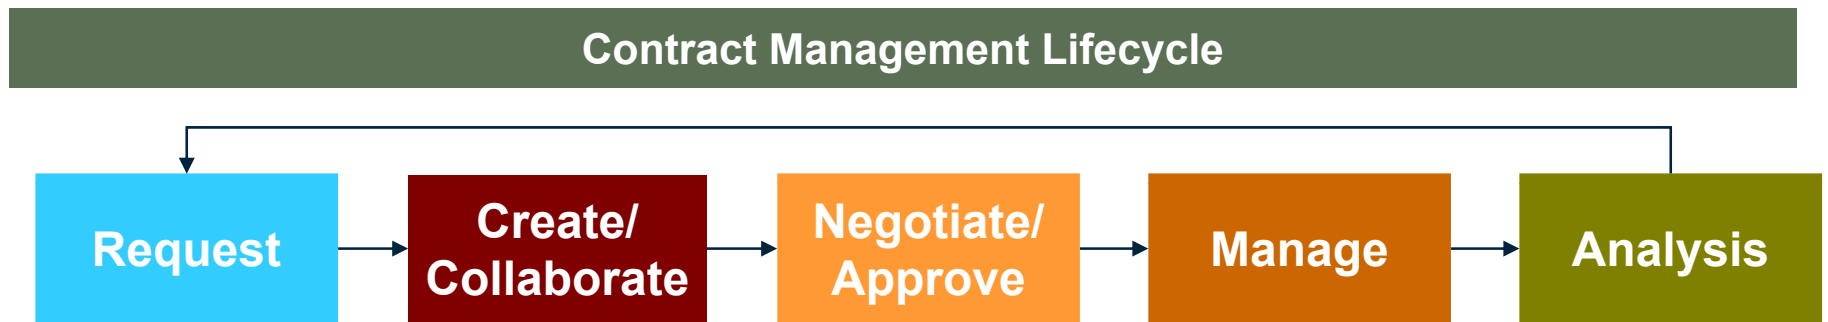 Contract Management Lifecycle
Request
Create/
Collaborate
Negotiate/
Approve
Manage
Analysis